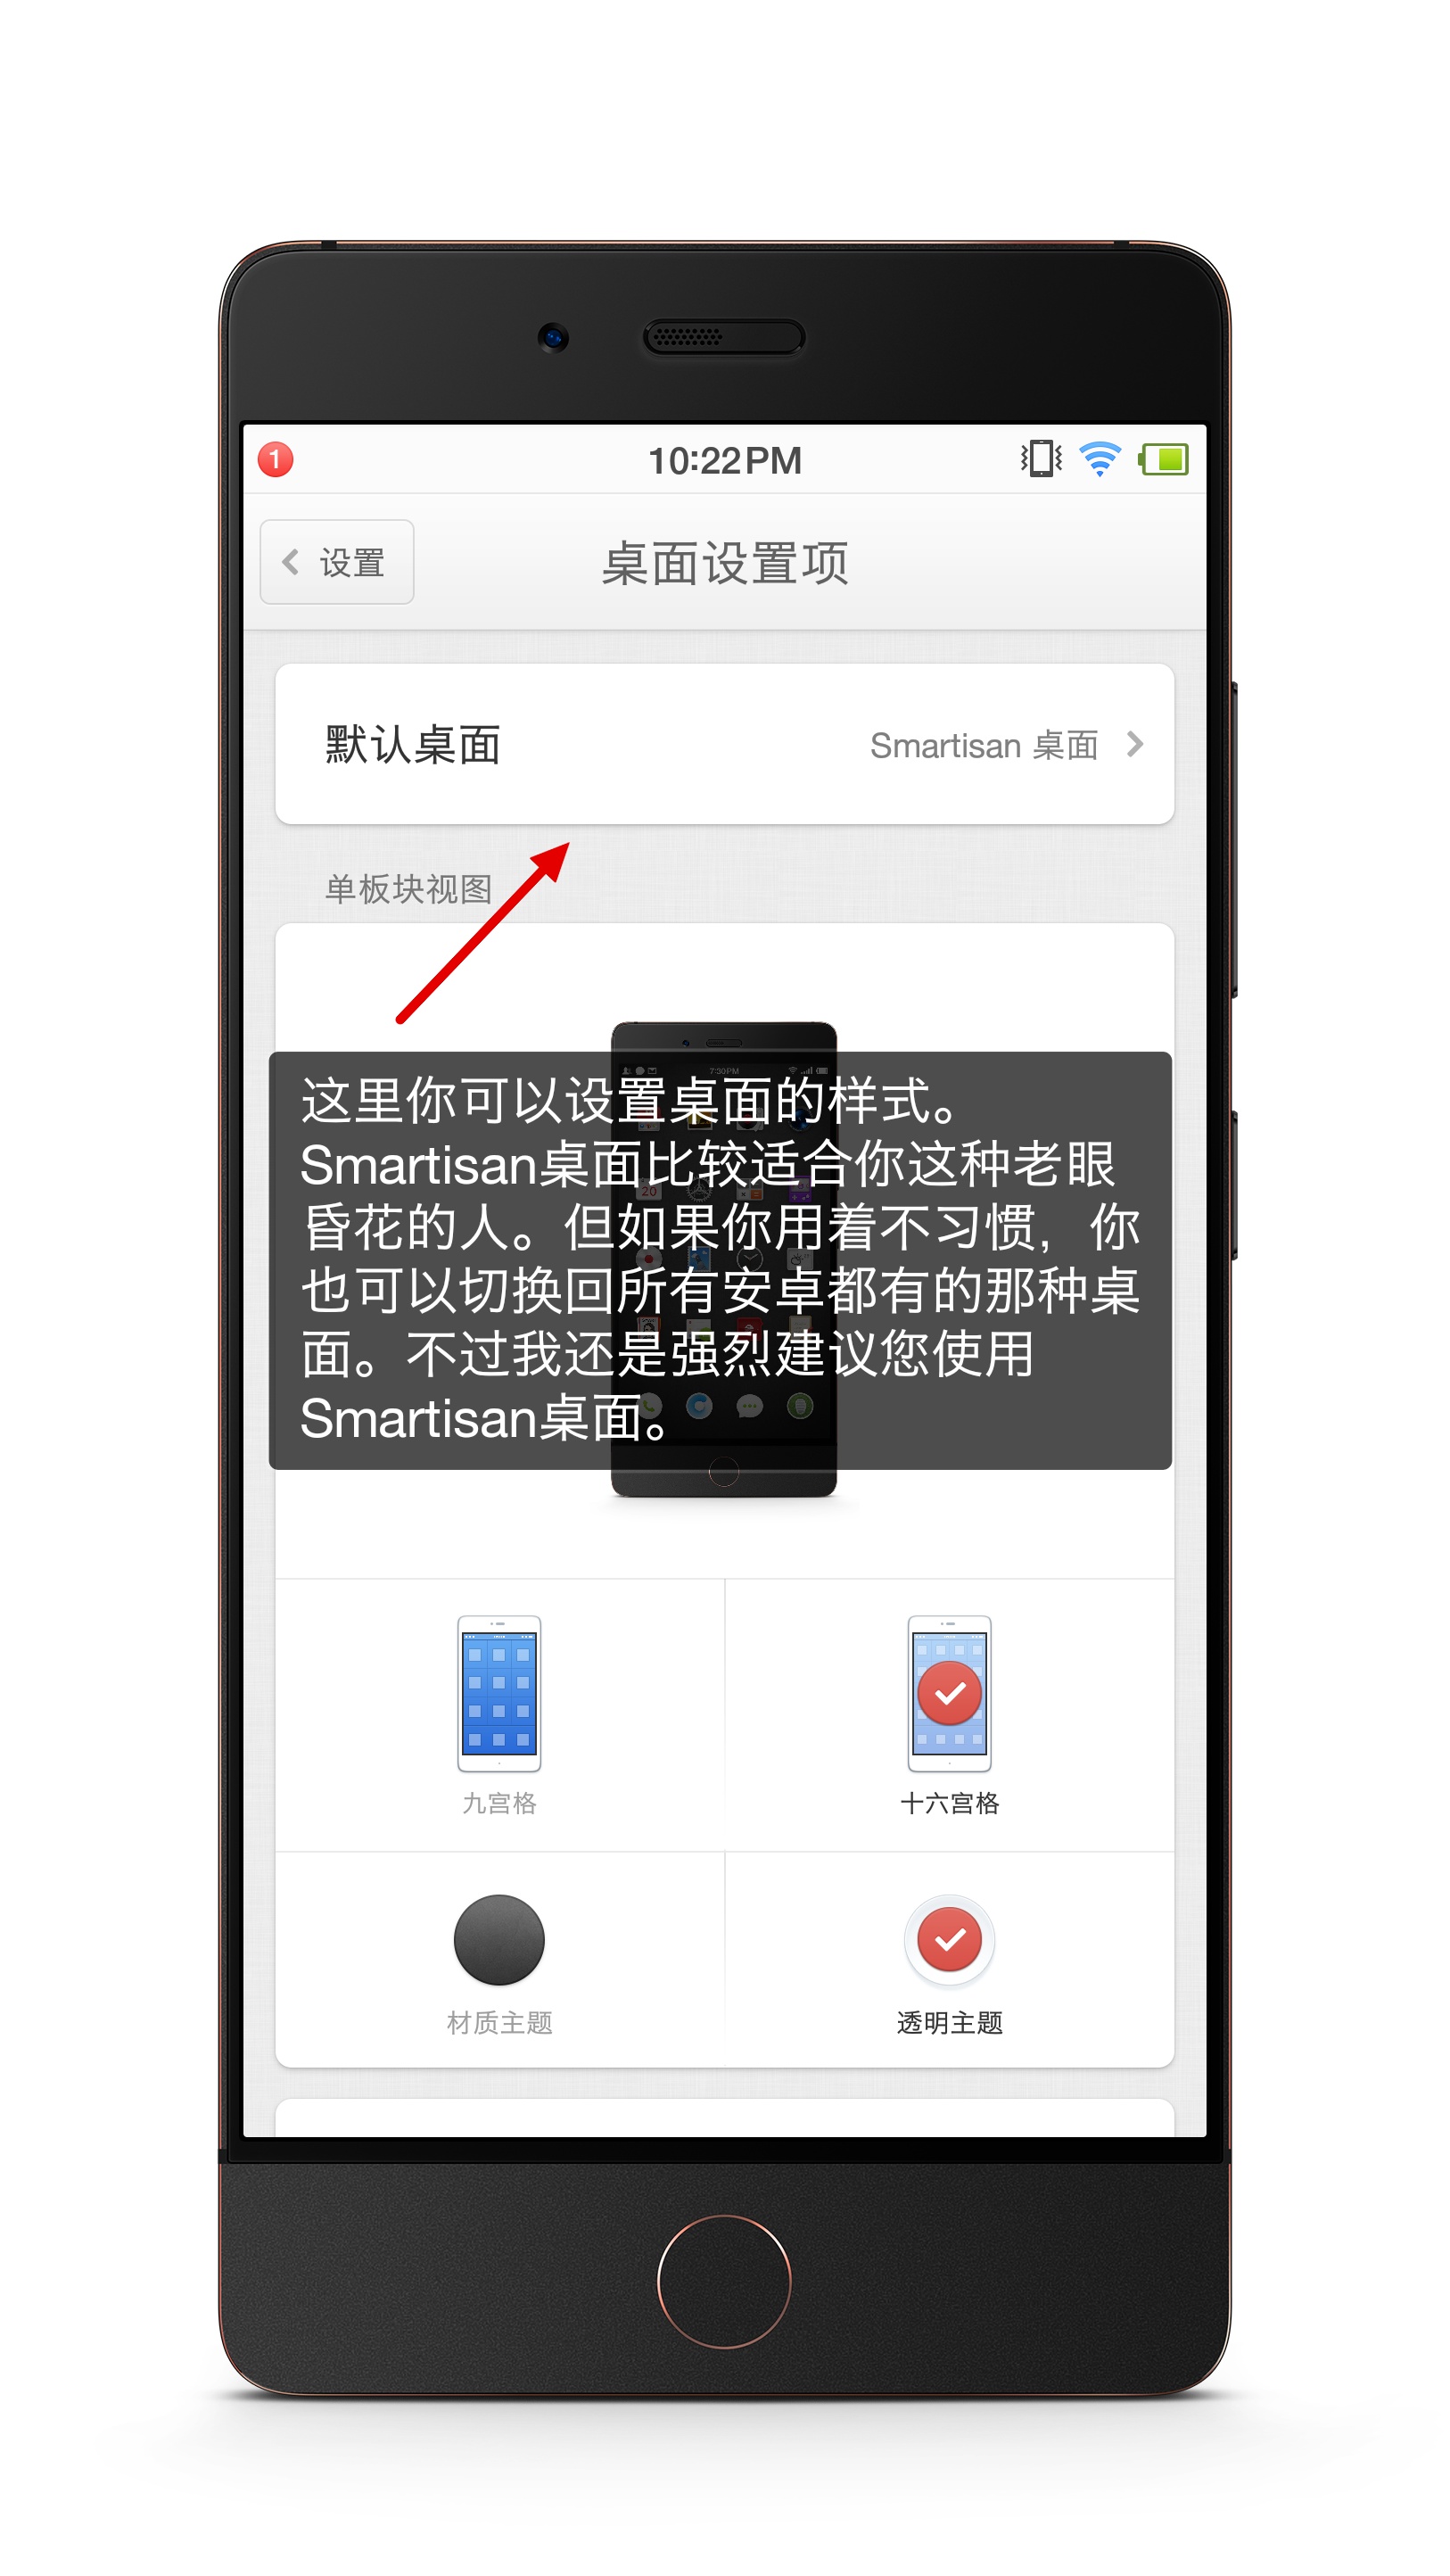 1
10:22PM
设置
桌面设置项
默认桌面
Smartisan 桌面
单板块视图
7:30PM
20
这里你可以设置桌面的样式。
Smartisan桌面比较适合你这种老眼
昏花的人。但如果你用着不习惯，你
也可以切换回所有安卓都有的那种桌
面。不过我还是强烈建议您使用
Smartisan桌面。
九宫格
十六宫格
材质主题
透明主题